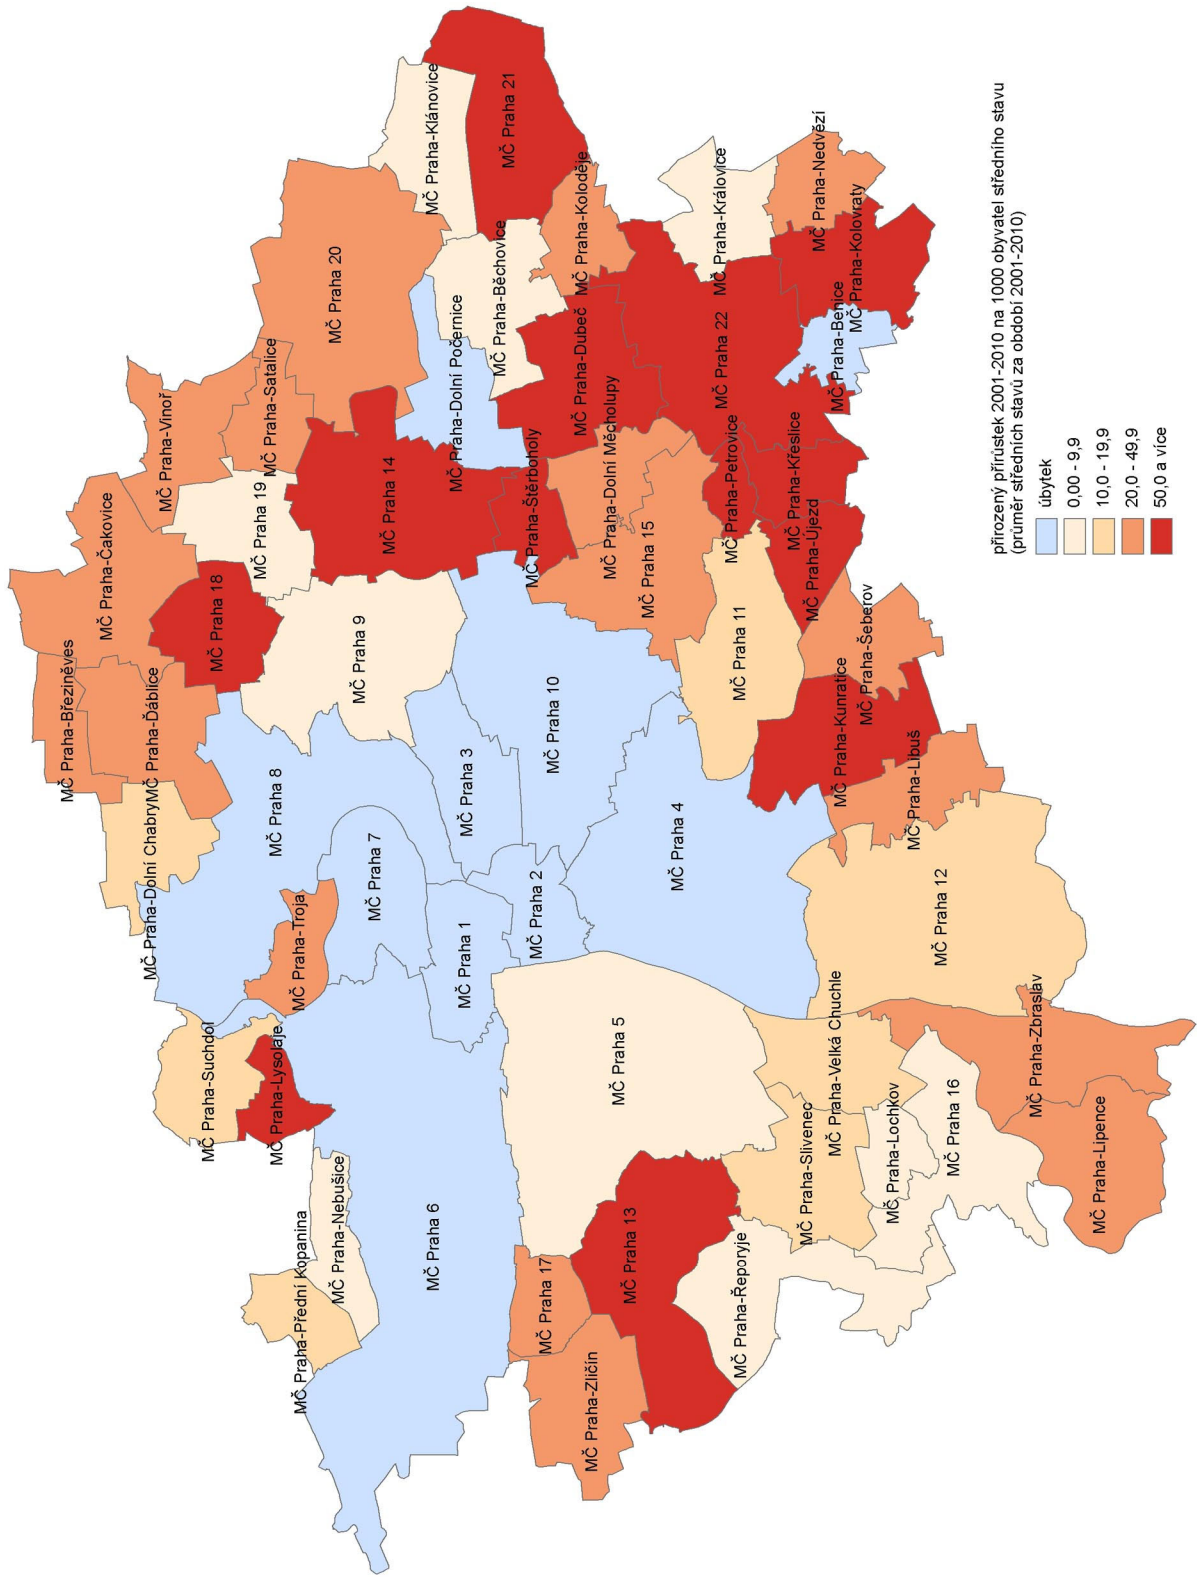 MČ Praha-Březiněves
MČ Praha-Čakovice
MČ Praha-Ďáblice
MČ Praha-Dolní Chabry
MČ Praha-Vinoř
MČ Praha-Satalice
MČ Praha 18
MČ Praha 19
MČ Praha 20
MČ Praha-Suchdol
MČ Praha-Lysolaje
MČ Praha-Troja
MČ Praha 8
MČ Praha 9
MČ Praha 14
MČ Praha-Klánovice
MČ Praha 21
MČ Praha-Přední Kopanina
MČ Praha-Nebušice
MČ Praha 6
MČ Praha 7
MČ Praha 1
MČ Praha 3
MČ Praha-Dolní Počernice
MČ Praha-Běchovice
MČ Praha 2
MČ Praha 10
MČ Praha-Štěrboholy
MČ Praha-Dubeč
MČ Praha-Koloděje
MČ Praha 17
MČ Praha-Zličín
MČ Praha 13
MČ Praha 5
MČ Praha 4
MČ Praha 15
MČ Praha-Dolní Měcholupy
MČ Praha 22
MČ Praha-Královice
MČ Praha-Řeporyje
MČ Praha 11
MČ Praha-Petrovice
MČ Praha-Křeslice
MČ Praha-Újezd
MČ Praha-Benice
MČ Praha-Kolovraty
MČ Praha-Nedvězí
MČ Praha-Slivenec
MČ Praha-Velká Chuchle
MČ Praha-Kunratice
MČ Praha-Šeberov
MČ Praha-Libuš
MČ Praha-Lochkov
MČ Praha 16
MČ Praha 12
MČ Praha-Zbraslav
MČ Praha-Lipence
přirozený přírůstek 2001-2010 na 1000 obyvatel středního stavu
(průměr středních stavů za období 2001-2010)
úbytek
0,00 - 9,9
10,0 - 19,9
20,0 - 49,9
50,0 a více